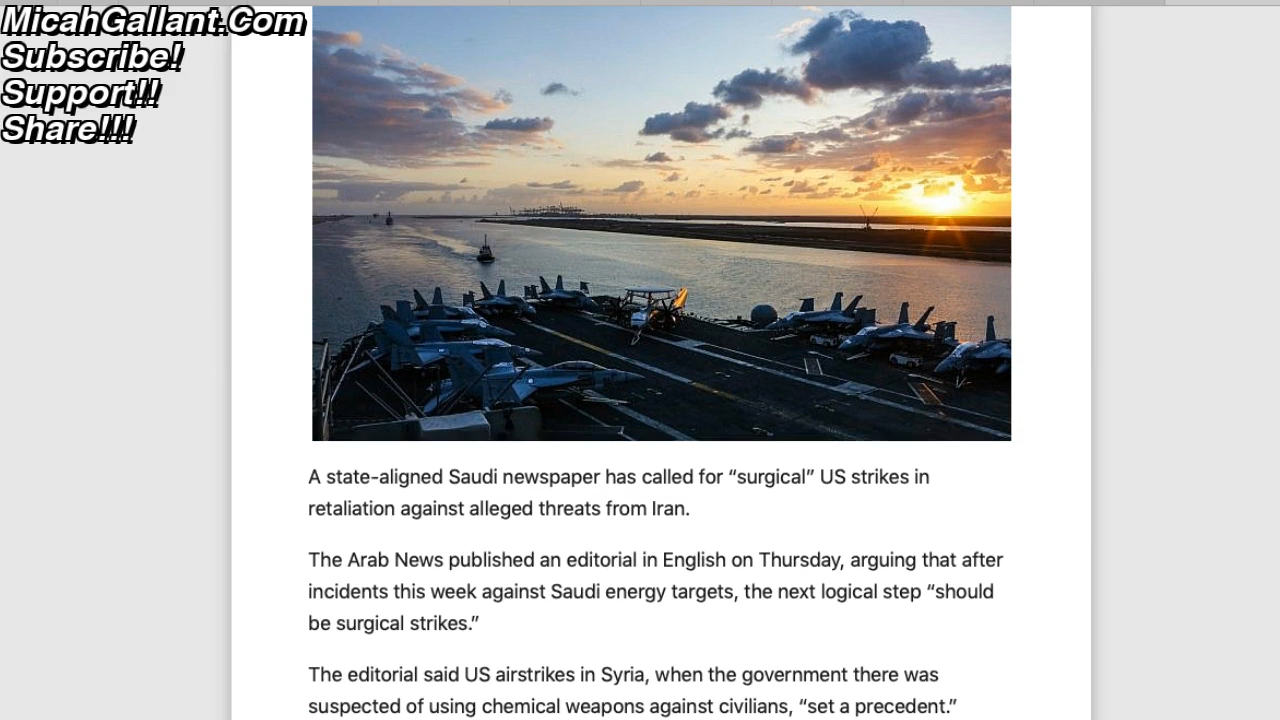 MicahGallant.Com
Subscribe!
Support!!
Share!!!
A state-aligned Saudi newspaper has called for “surgical” US strikes in
retaliation against alleged threats from Iran.
The Arab News published an editorial in English on Thursday, arguing that after
incidents this week against Saudi energy targets, the next logical step “should
be surgical strikes.”
The editorial said US airstrikes in Syria, when the government there was
suspected of using chemical weapons against civilians, “set a precedent.”